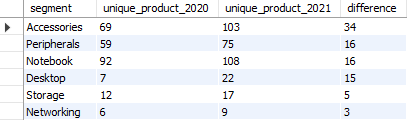 segment unique_product_2020 unique_product_2021 difference
Accessories 69 103 34
Peripherals 59 75 16
Notebook 92 108 16
Desktop 7 22 15
Storage 12 17 5
Networking 6 9 3